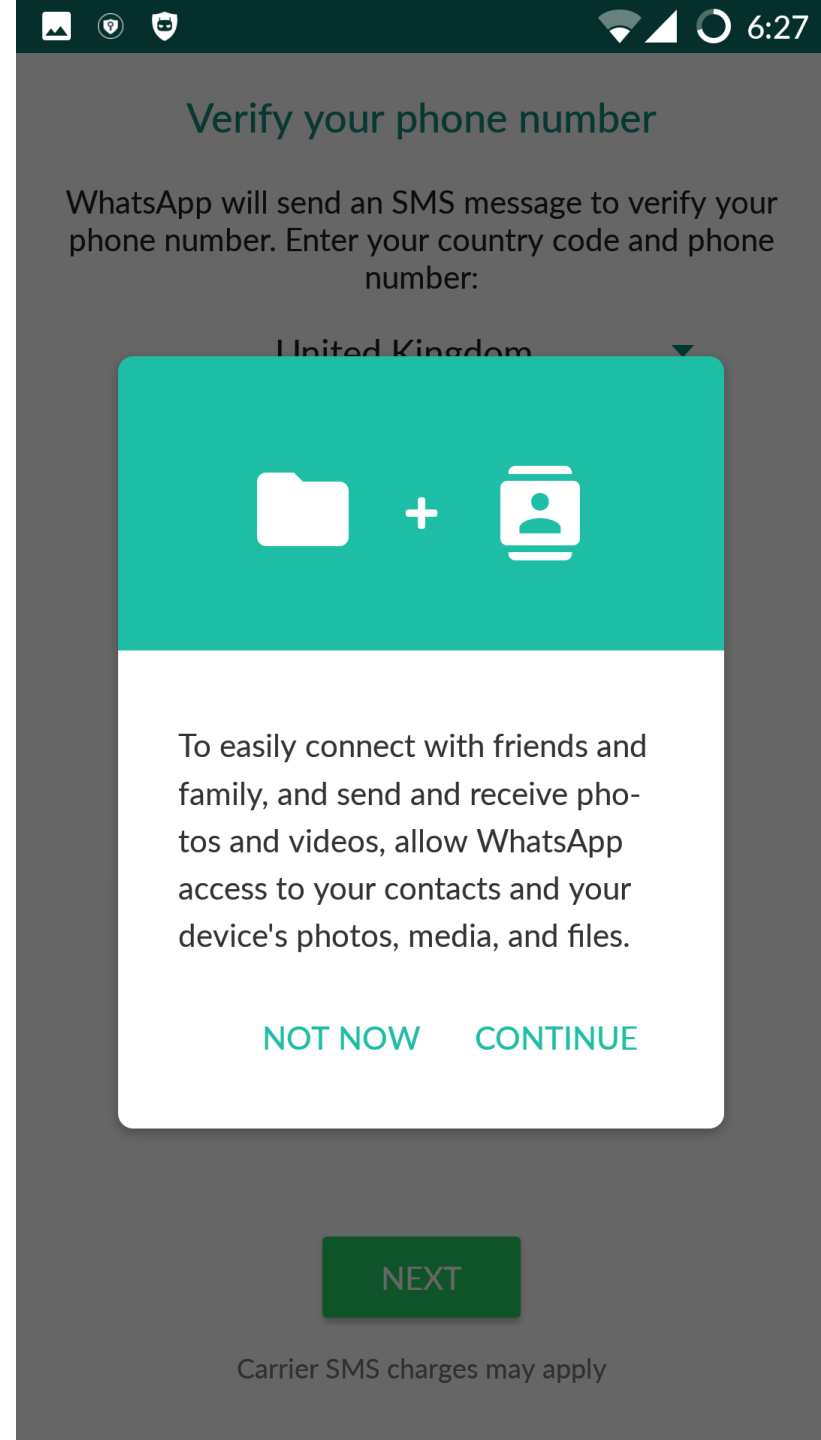 6:27
Verify your phone number
WhatsApp will send an SMS message to verify your
phone number. Enter your country code and phone
number:
United Kingdom
To easily connect with friends and
family, and send and receive pho-
tos and videos, allow WhatsApp
access to your contacts and your
device's photos, media, and files.
NOT NOW CONTINUE
NEXT
Carrier SMS charges may apply